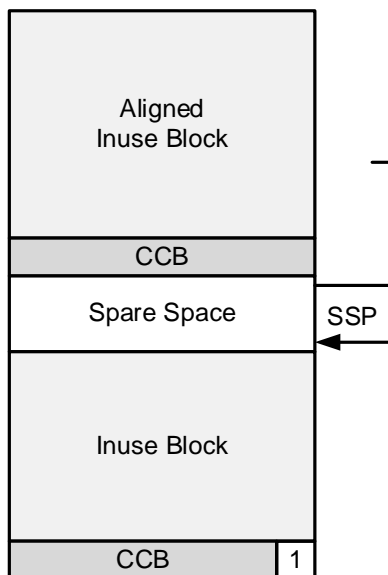 Aligned
Inuse Block
CCB
Spare Space
SSP
Inuse Block
CCB
1